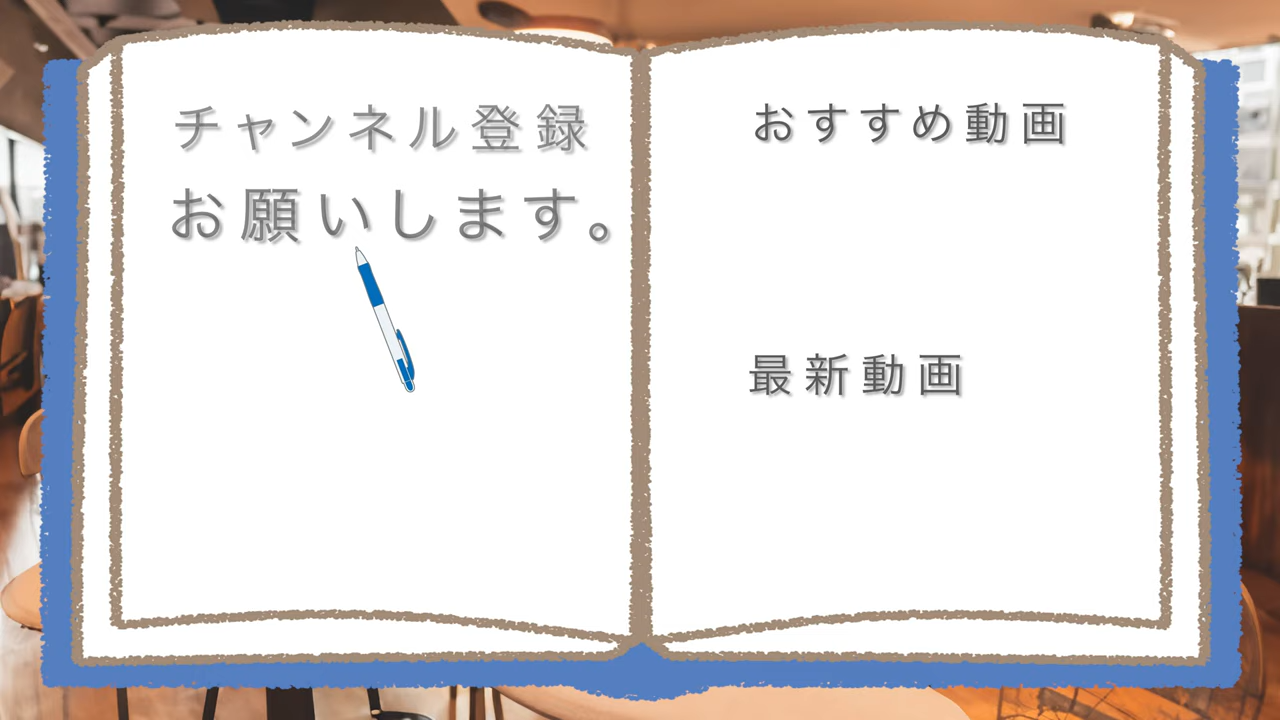 チャンネル登録
お願いします。
おすすめ動画
最新動画